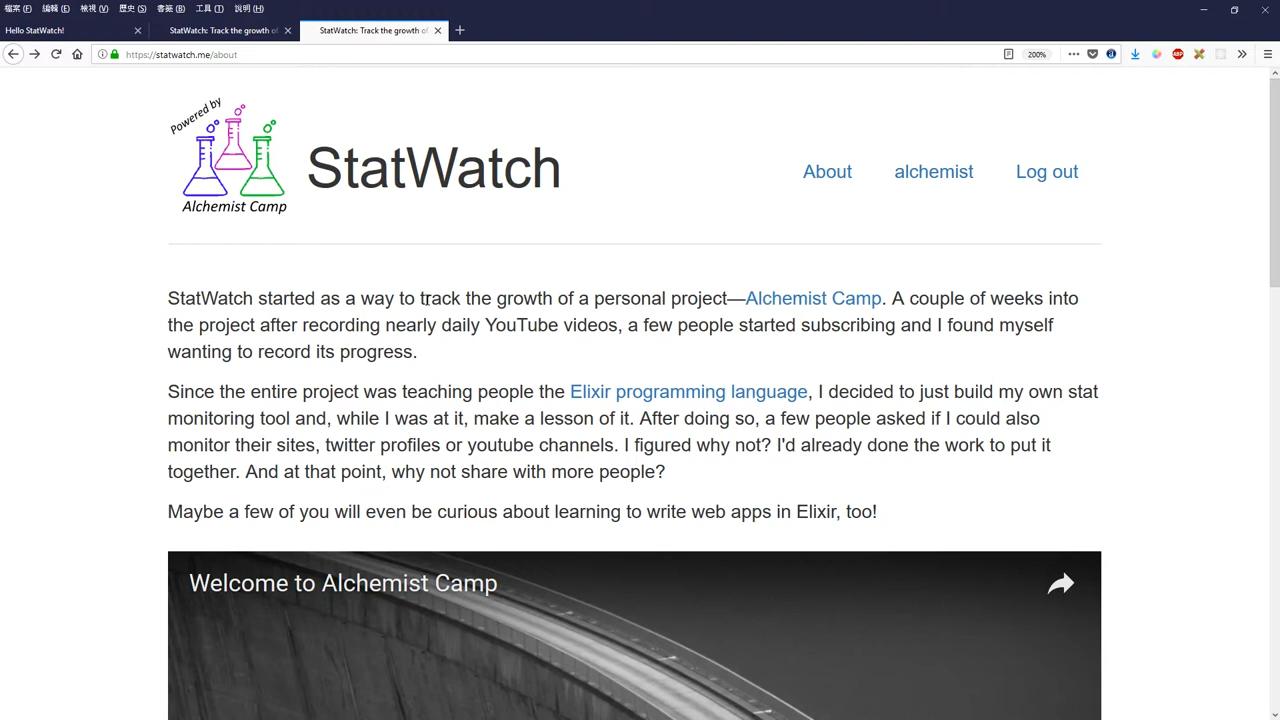 檔案(F) 編輯(E) 檢視(V) 歷史(S) 書籤(B) 工具(T) 說明(H)
Hello StatWatch! StatWatch: Track the growth of StatWatch: Track the growth of
https://statwatch.me/about 200%
Powered by
Alchemist Camp
StatWatch
About alchemist Log out
StatWatch started as a way to track the growth of a personal project—Alchemist Camp. A couple of weeks into
the project after recording nearly daily YouTube videos, a few people started subscribing and I found myself
wanting to record its progress.
Since the entire project was teaching people the Elixir programming language, I decided to just build my own stat
monitoring tool and, while I was at it, make a lesson of it. After doing so, a few people asked if I could also
monitor their sites, twitter profiles or youtube channels. I figured why not? I'd already done the work to put it
together. And at that point, why not share with more people?
Maybe a few of you will even be curious about learning to write web apps in Elixir, too!
Welcome to Alchemist Camp